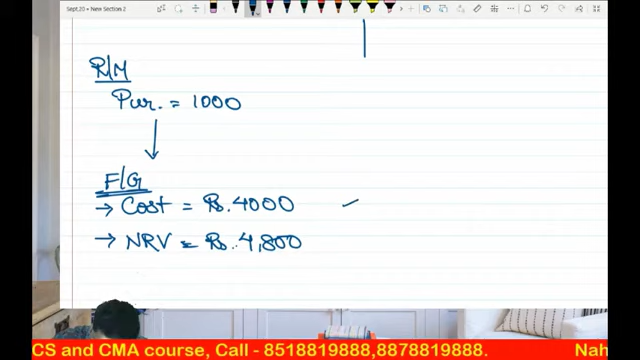 Sept.20 + New Section 2
R/M
Pur. = 1000
F/G
→ Cost = Rs. 4000
→ NRV = Rs. 4,800
CS and CMA course, Call - 8518819888,8878819888.
Nah